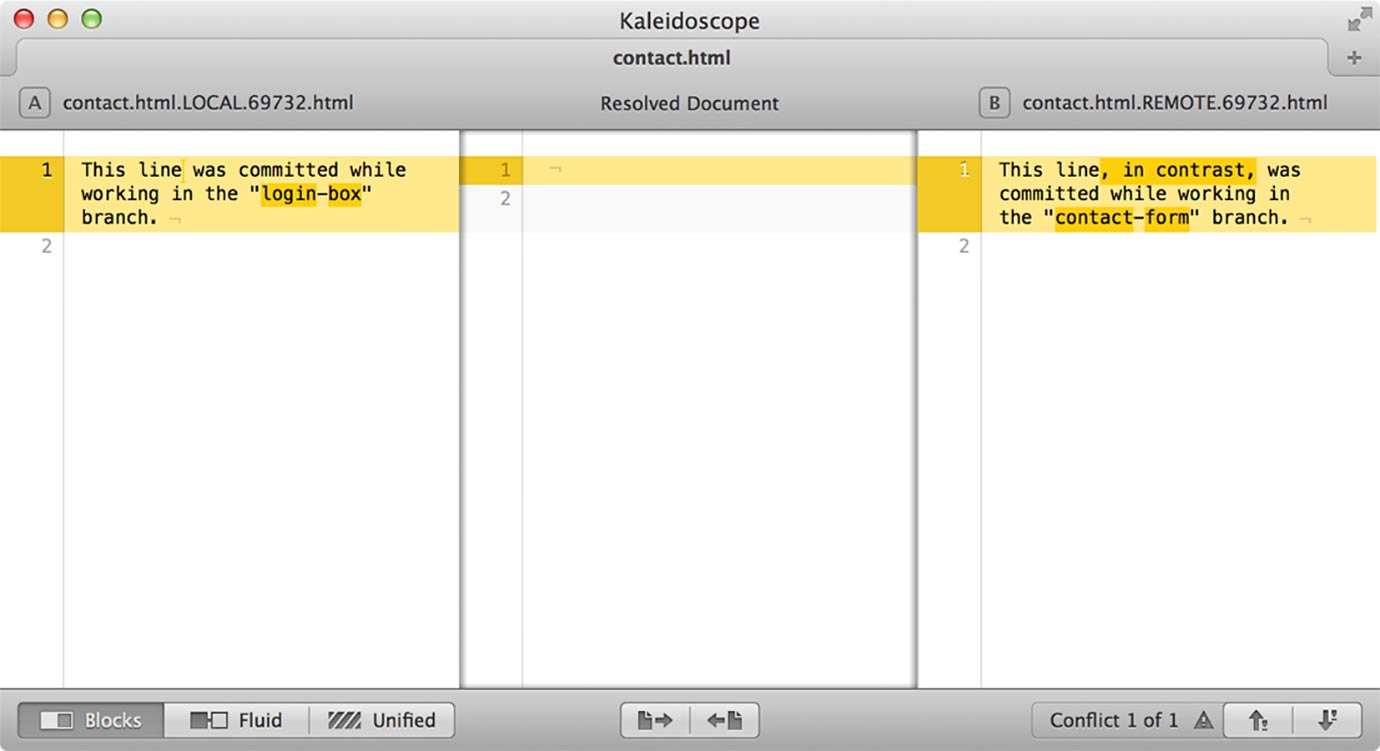 Kaleidoscope
contact.html
A contact.html.LOCAL.69732.html
Resolved Document
B contact.html.REMOTE.69732.html
1 This line was committed while
working in the "login-box"
branch. ¬
2
1 ¬
2
1 This line, in contrast, was
committed while working in
the "contact-form" branch. ¬
2
Blocks
Fluid
Unified
Conflict 1 of 1